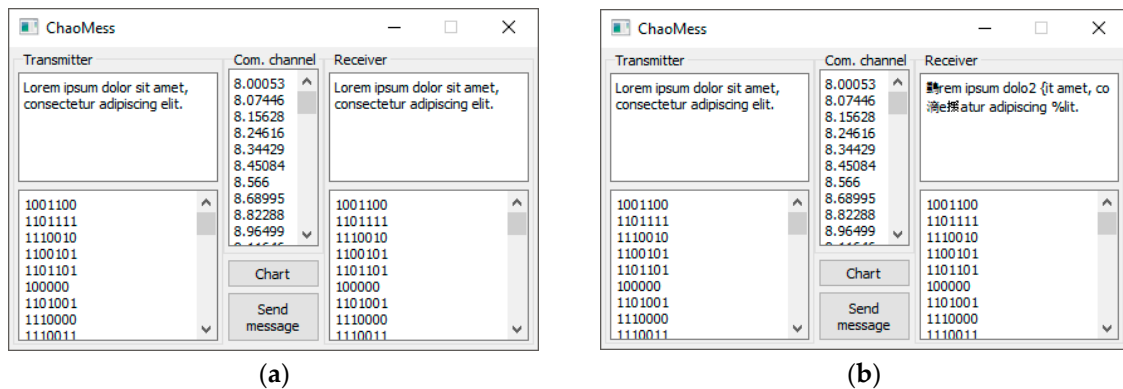 ChaoMess
Transmitter
Lorem ipsum dolor sit amet,
consectetur adipiscing elit.
1001100
1101111
1110010
1100101
1101101
100000
1101001
1110000
1110011
Com. channel
8.00053
8.07446
8.15628
8.24616
8.34429
8.45084
8.566
8.68995
8.82288
8.96499
Chart
Send
message
Receiver
Lorem ipsum dolor sit amet,
consectetur adipiscing elit.
1001100
1101111
1110010
1100101
1101101
100000
1101001
1110000
1110011
(a)
ChaoMess
Transmitter
Lorem ipsum dolor sit amet,
consectetur adipiscing elit.
1001100
1101111
1110010
1100101
1101101
100000
1101001
1110000
1110011
Com. channel
8.00053
8.07446
8.15628
8.24616
8.34429
8.45084
8.566
8.68995
8.82288
8.96499
Chart
Send
message
Receiver
rem ipsum dolo2 {it amet, co
atur adipiscing %lit.
1001100
1101111
1110010
1100101
1101101
100000
1101001
1110000
1110011
(b)